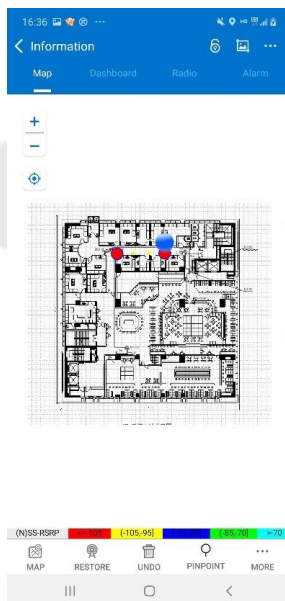 16:36
Information
Map Dashboard Radio Alarm
+
−
(N)SS-RSRP (-105,-95] (-85,-70] >-70
MAP RESTORE UNDO PINPOINT MORE